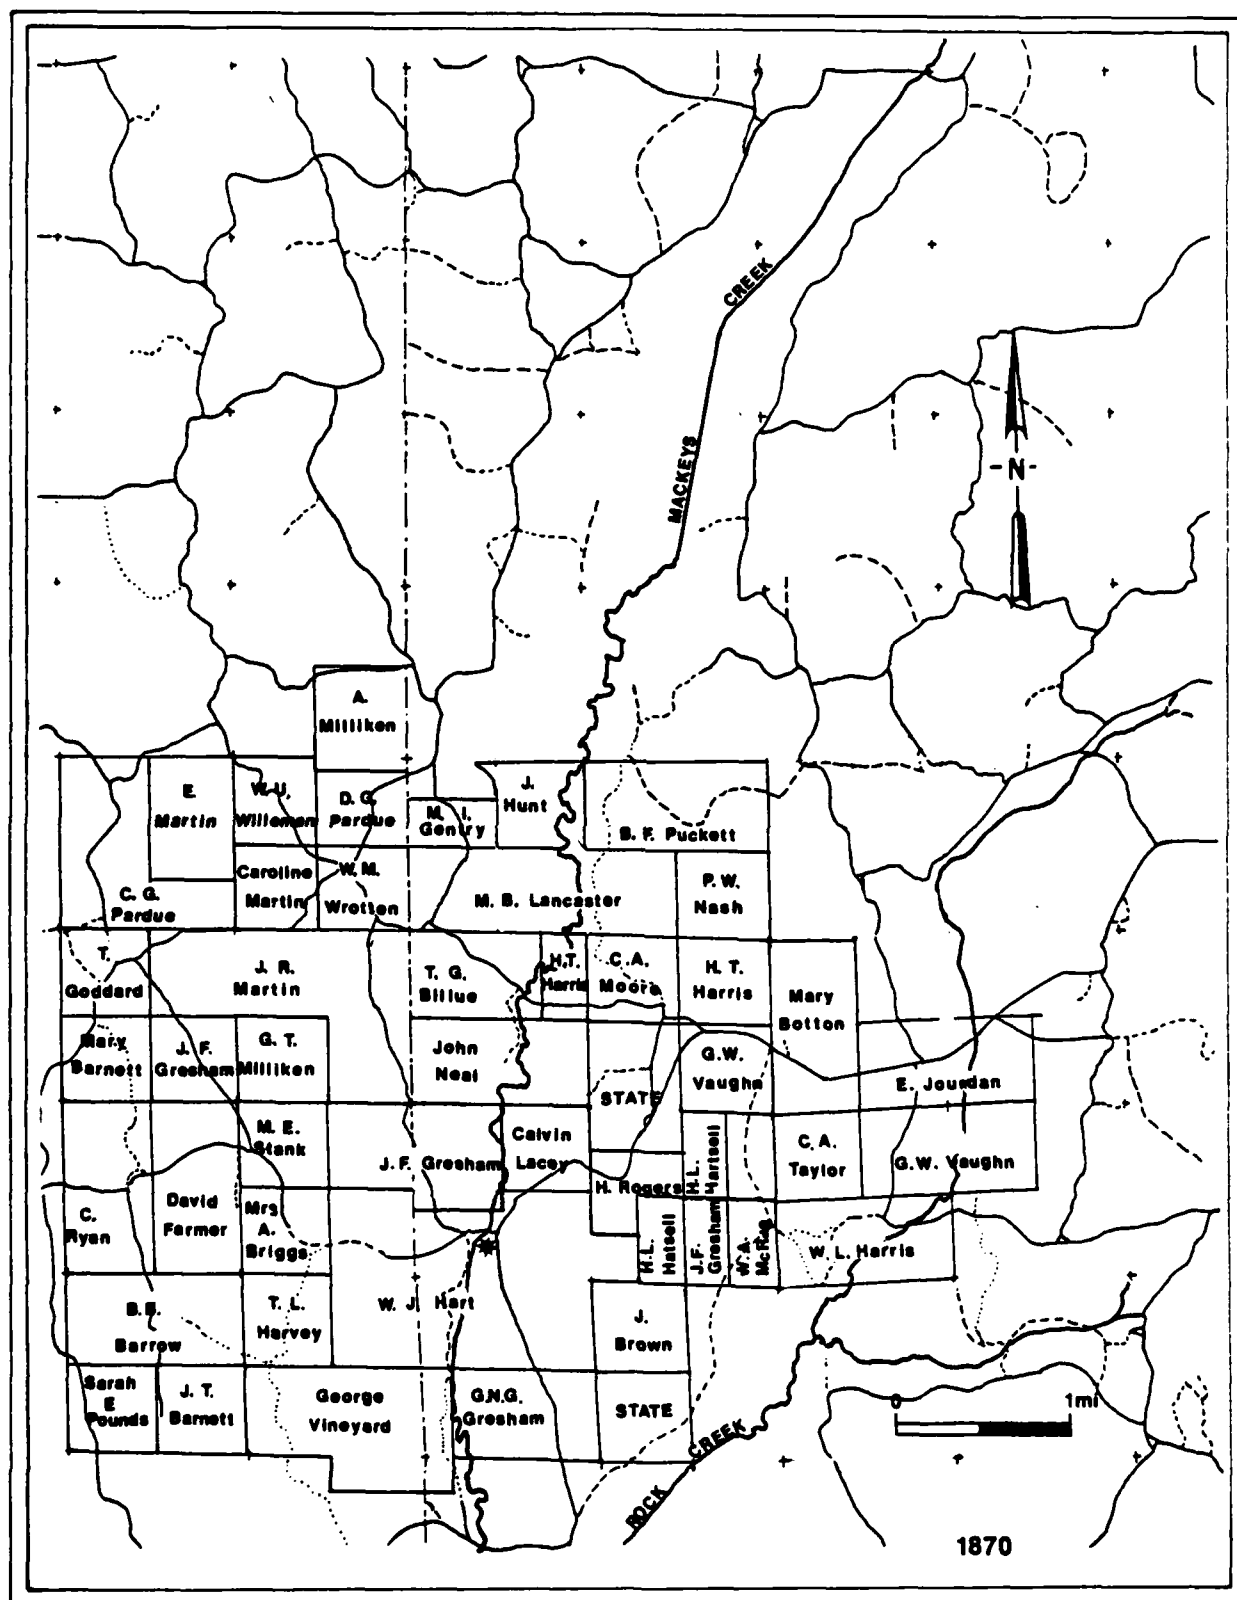 CREEK
MACKEYS
-N-
A.
Milliken
E.
Martin
W.U.
Willeman
D.G.
Pardue
M. I.
Gentry
J.
Hunt
B. F. Puckett
C. G.
Pardue
Caroline
Martin
W.M.
Wrotten
M. B. Lancaster
P.W.
Nash
T.
Goddard
J. R.
Martin
T. G.
Billue
H.T.
Harris
C.A.
Moore
H. T.
Harris
Mary
Botton
Mary
Barnett
J. F.
Gresham
G. T.
Milliken
John
Neal
STATE
G.W.
Vaughn
E. Jourdan
M. E.
Stank
J.F. Gresham
Calvin
Lacey
H. Rogers
H.L.
Hartsell
C.A.
Taylor
G.W. Vaughn
C.
Ryan
David
Farmer
Mrs.
A.
Briggs
H.L.
Hatsell
J.F.
Gresham
W.A.
McRae
W. L. Harris
B.E.
Barrow
T. L.
Harvey
W. J. Hart
J.
Brown
Sarah
E
Pounds
J. T.
Barnett
George
Vineyard
G.N.G.
Gresham
STATE
0 1mi
ROCK CREEK
1870